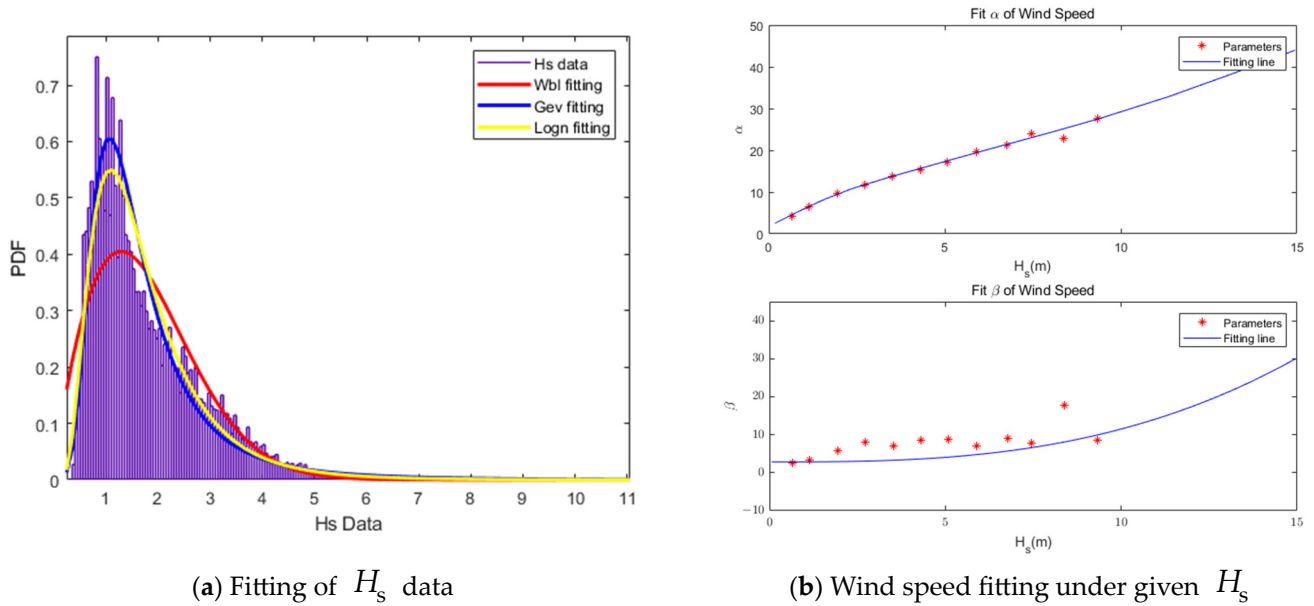 PDF
0.7
0.6
0.5
0.4
0.3
0.2
0.1
0
1 2 3 4 5 6 7 8 9 10 11
Hs Data
Hs data
Wbl fitting
Gev fitting
Logn fitting
(a) Fitting of Hs data
Fit α of Wind Speed
Parameters
Fitting line
α
50
40
30
20
10
0
0 5 10 15
Hs(m)
Fit β of Wind Speed
Parameters
Fitting line
β
40
30
20
10
0
−10
0 5 10 15
Hs(m)
(b) Wind speed fitting under given Hs